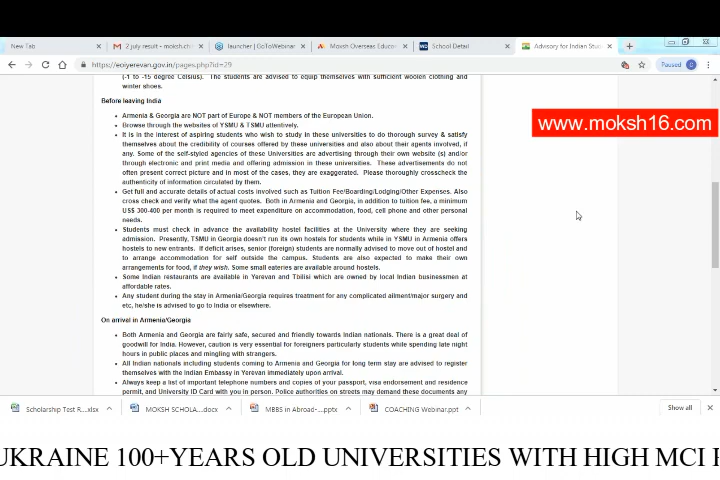 New Tab
2 july result - moksh.chi
launcher | GoToWebinar
Moksh Overseas Educo
School Detail
Advisory for Indian Stud
https://eoiyerevan.gov.in/pages.php?id=29
Paused
(-1 to -15 degree Celsius). The students are advised to equip themselves with sufficient woolen clothing and
winter shoes.
Before leaving India
Armenia & Georgia are NOT part of Europe & NOT members of the European Union.
Browse through the websites of YSMU & TSMU attentively.
It is in the interest of aspiring students who wish to study in these universities to do thorough survey & satisfy
themselves about the credibility of courses offered by these universities and also about their agents involved, if
any. Some of the self-styled agencies of these Universities are advertising through their own website (s) and/or
through electronic and print media and offering admission in these universities. These advertisements do not
often present correct picture and in most of the cases, they are exaggerated. Please thoroughly crosscheck the
authenticity of information circulated by them.
Get full and accurate details of actual costs involved such as Tuition Fee/Boarding/Lodging/Other Expenses. Also
cross check and verify what the agent quotes. Both in Armenia and Georgia, in addition to tuition fee, a minimum
US$ 300-400 per month is required to meet expenditure on accommodation, food, cell phone and other personal
needs.
Students must check in advance the availability hostel facilities at the University where they are seeking
admission. Presently, TSMU in Georgia doesn't run its own hostels for students while in YSMU in Armenia offers
hostels to new entrants. If deficit arises, senior (foreign) students are normally advised to move out of hostel and
to arrange accommodation for self outside the campus. Students are also expected to make their own
arrangements for food, if they wish. Some small eateries are available around hostels.
Some Indian restaurants are available in Yerevan and Tbilisi which are owned by local Indian businessmen at
affordable rates.
Any student during the stay in Armenia/Georgia requires treatment for any complicated ailment/major surgery and
etc, he/she is advised to go to India or elsewhere.
On arrival in Armenia/Georgia
Both Armenia and Georgia are fairly safe, secured and friendly towards Indian nationals. There is a great deal of
goodwill for India. However, caution is very essential for foreigners particularly students while spending late night
hours in public places and mingling with strangers.
All Indian nationals including students coming to Armenia and Georgia for long term stay are advised to register
themselves with the Indian Embassy in Yerevan immediately upon arrival.
Always keep a list of important telephone numbers and copies of your passport, visa endorsement and residence
permit, and University ID Card with you in person. Police authorities on streets may demand these documents any
www.moksh16.com
Scholarship Test R....xlsx
MOKSH SCHOLA....docx
MBBS in Abroad-....pptx
COACHING Webinar.ppt
Show all
UKRAINE 100+YEARS OLD UNIVERSITIES WITH HIGH MCI